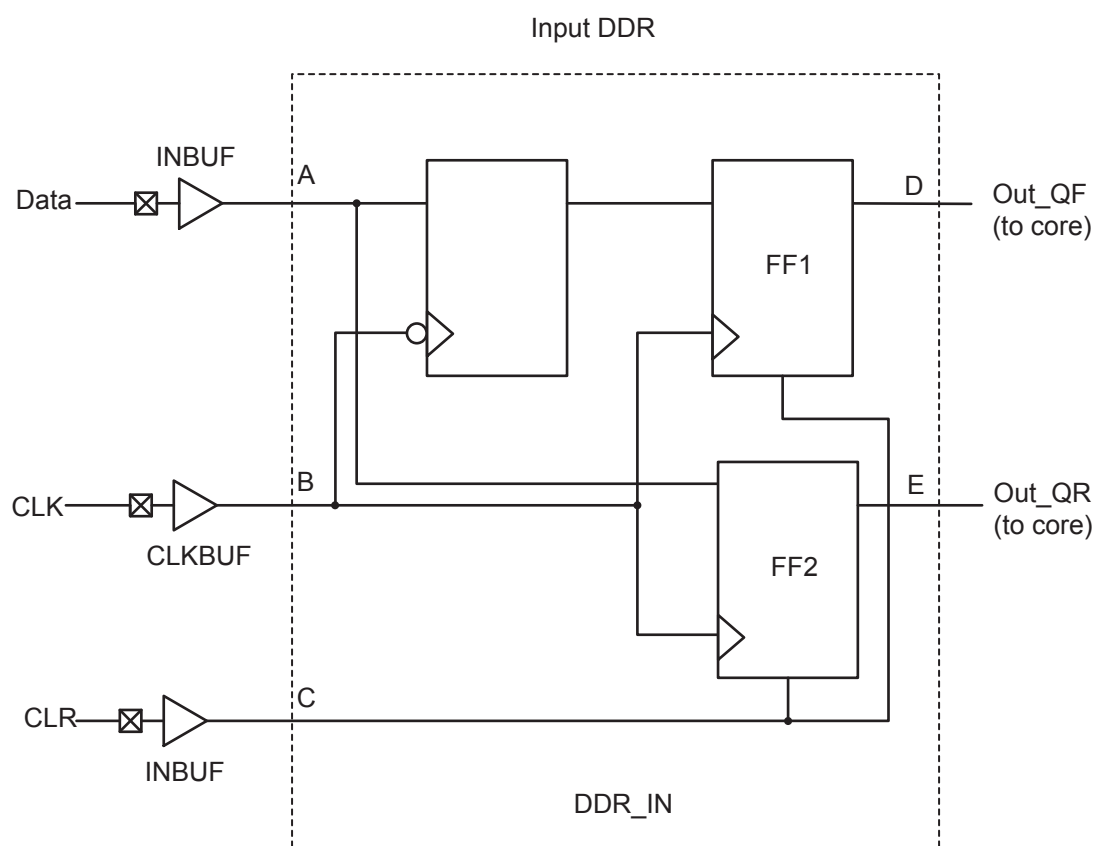 Input DDR
INBUF
A
Data
D
Out_QF
(to core)
FF1
B
CLK
E
Out_QR
(to core)
CLKBUF
FF2
C
CLR
INBUF
DDR_IN